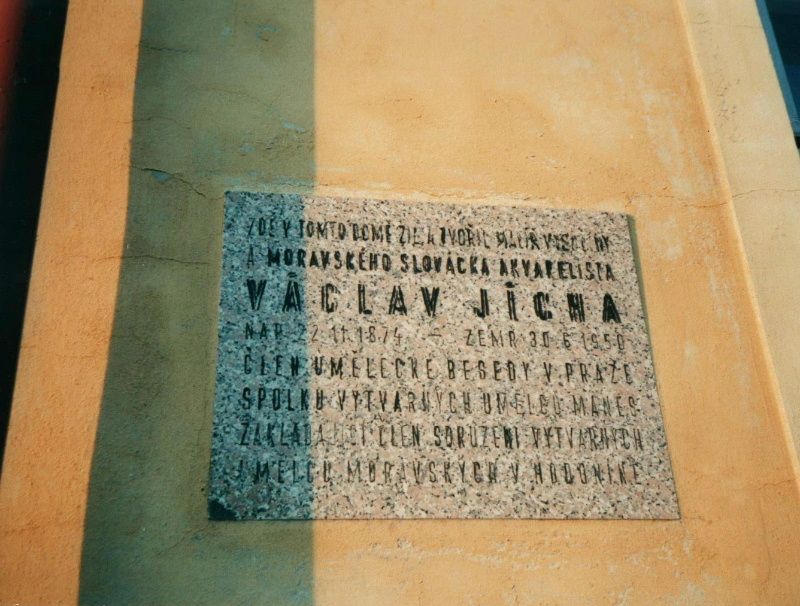 ZDE V TOMTO DOMĚ ŽIL A TVOŘIL MALÍŘ VYSOČINY
A MORAVSKÉHO SLOVÁCKA AKVARELISTA
VÁCLAV JÍCHA
NAR. 22.11.1874 – ZEMŘ. 30.6.1950
ČLEN UMĚLECKÉ BESEDY V PRAZE
SPOLKU VÝTVARNÝCH UMĚLCŮ MÁNES
ZAKLÁDAJÍCÍ ČLEN SDRUŽENÍ VÝTVARNÝCH
UMĚLCŮ MORAVSKÝCH V HODONÍNĚ